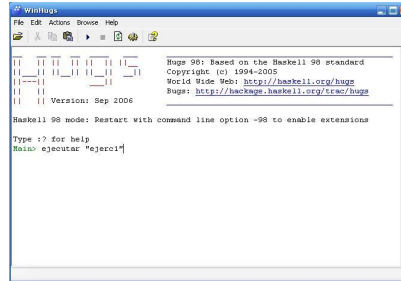 WinHugs
File Edit Actions Browse Help
Hugs 98: Based on the Haskell 98 standard
Copyright (c) 1994-2005
World Wide Web: http://haskell.org/hugs
Bugs: http://hackage.haskell.org/trac/hugs
Version: Sep 2006
Haskell 98 mode: Restart with command line option -98 to enable extensions
Type :? for help
Main> ejecutar "ejerc1"